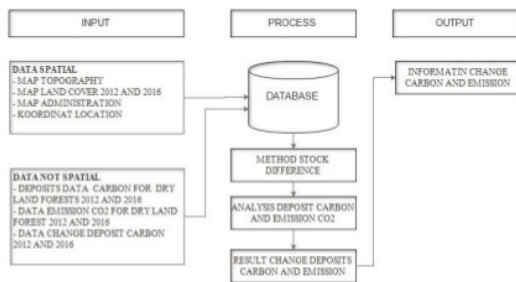 INPUT
PROCESS
OUTPUT
DATA SPATIAL
- MAP TOPOGRAPHY
- MAP LAND COVER 2012 AND 2016
- MAP ADMINISTRATION
- KOORDINAT LOCATION
DATA NOT SPATIAL
- DEPOSITS DATA CARBON FOR DRY
LAND FORESTS 2012 AND 2016
- DATA EMISSION CO2 FOR DRY LAND
FOREST 2012 AND 2016
- DATA CHANGE DEPOSIT CARBON
2012 AND 2016
DATABASE
METHOD STOCK
DIFFERENCE
ANALYSIS DEPOSIT CARBON
AND EMISSION CO2
RESULT CHANGE DEPOSITS
CARBON AND EMISSION
INFORMATIN CHANGE
CARBON AND EMISSION